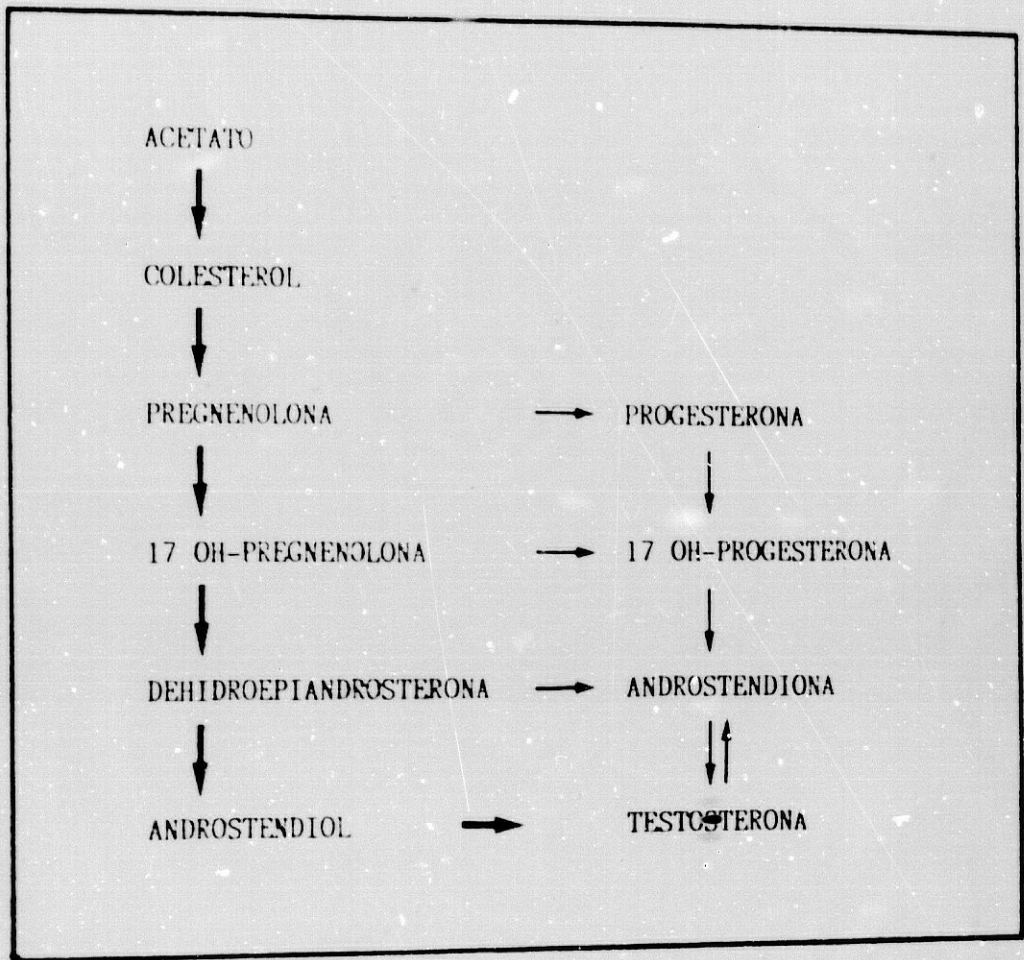 ACETATO
COLESTEROL
PREGNENOLONA PROGESTERONA
17 OH-PREGNENOLONA 17 OH-PROGESTERONA
DEHIDROEPIANDROSTERONA ANDROSTENDIONA
ANDROSTENDIOL TESTOSTERONA